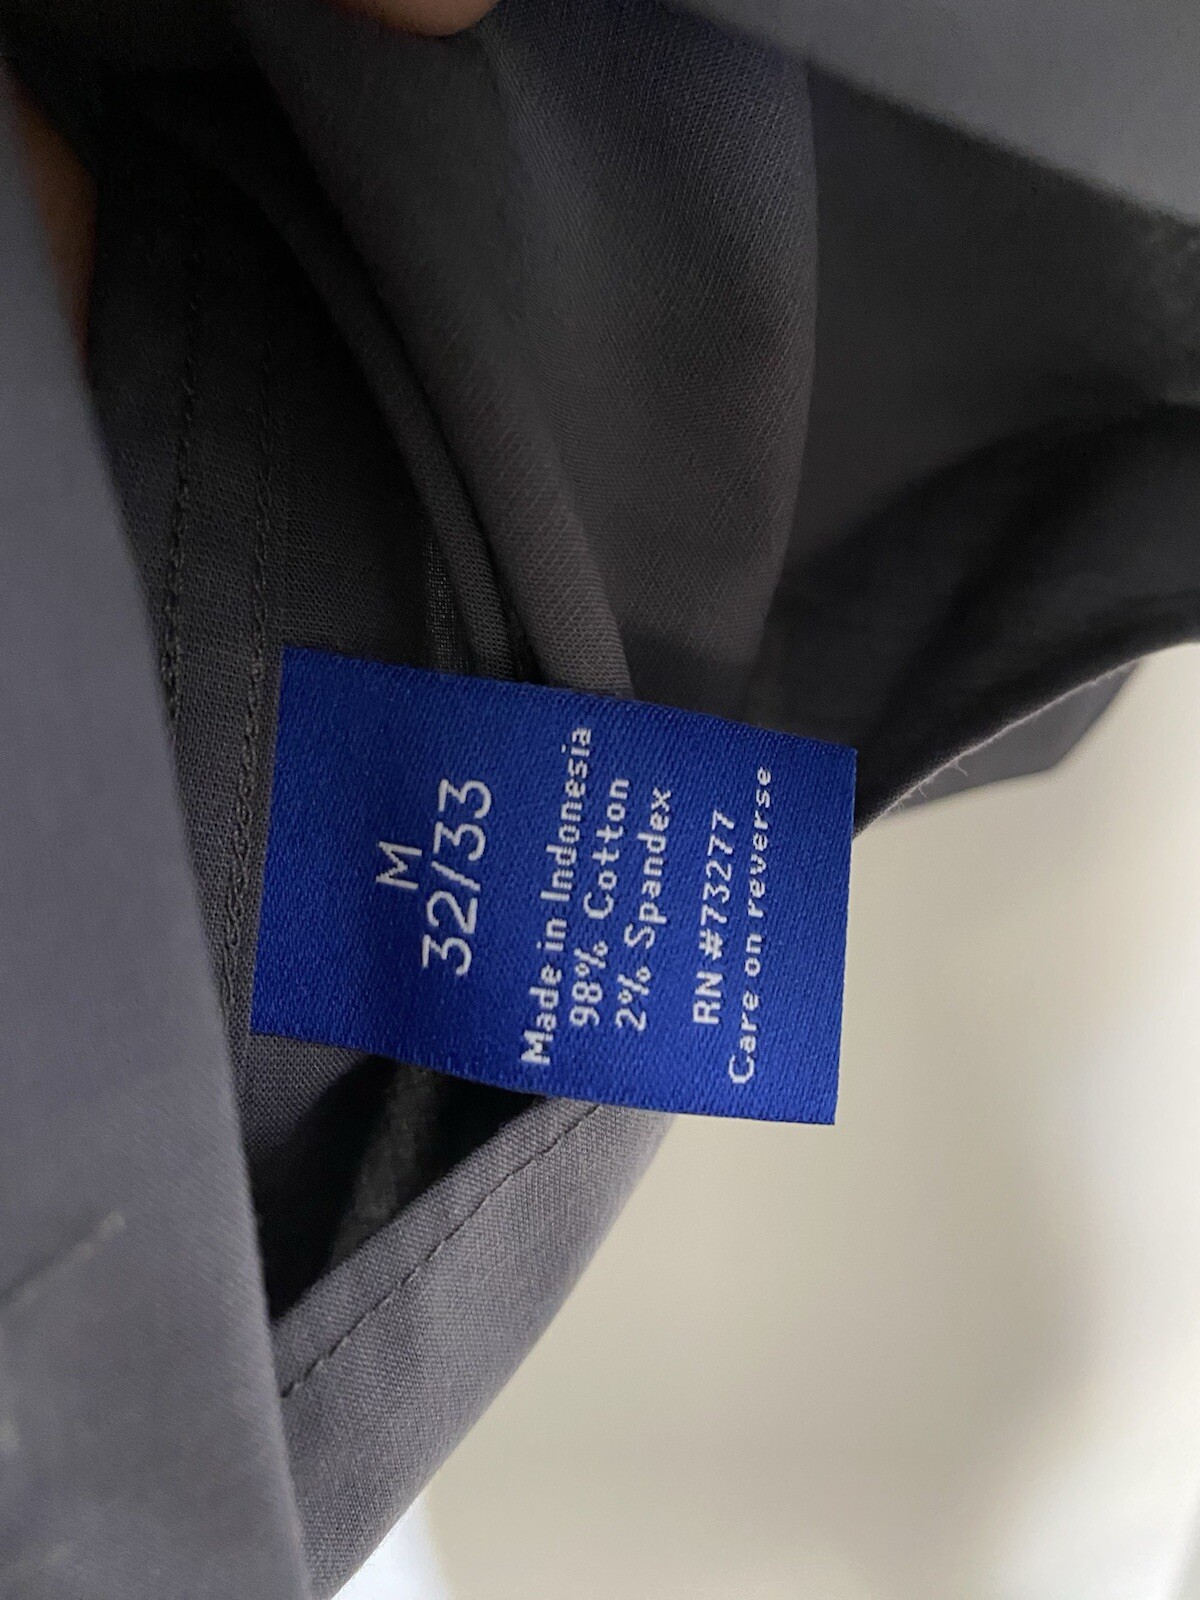 M
32/33
Made in Indonesia
98% Cotton
2% Spandex
RN #73277
Care on reverse